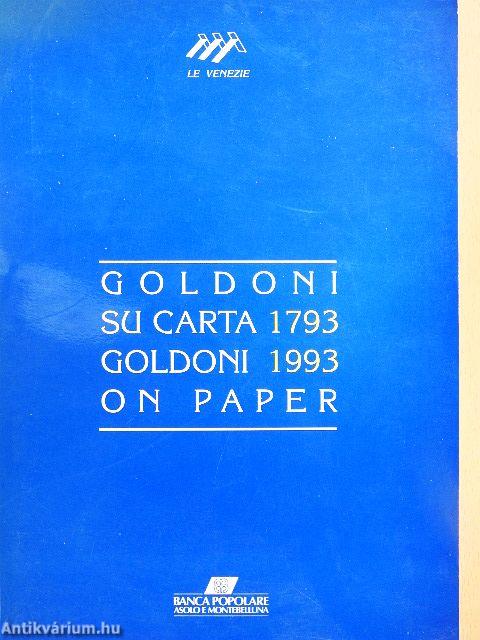 LE VENEZIE
GOLDONI
SU CARTA 1793
GOLDONI 1993
ON PAPER
BANCA POPOLARE
ASOLO E MONTEBELLUNA
Antikvárium.hu